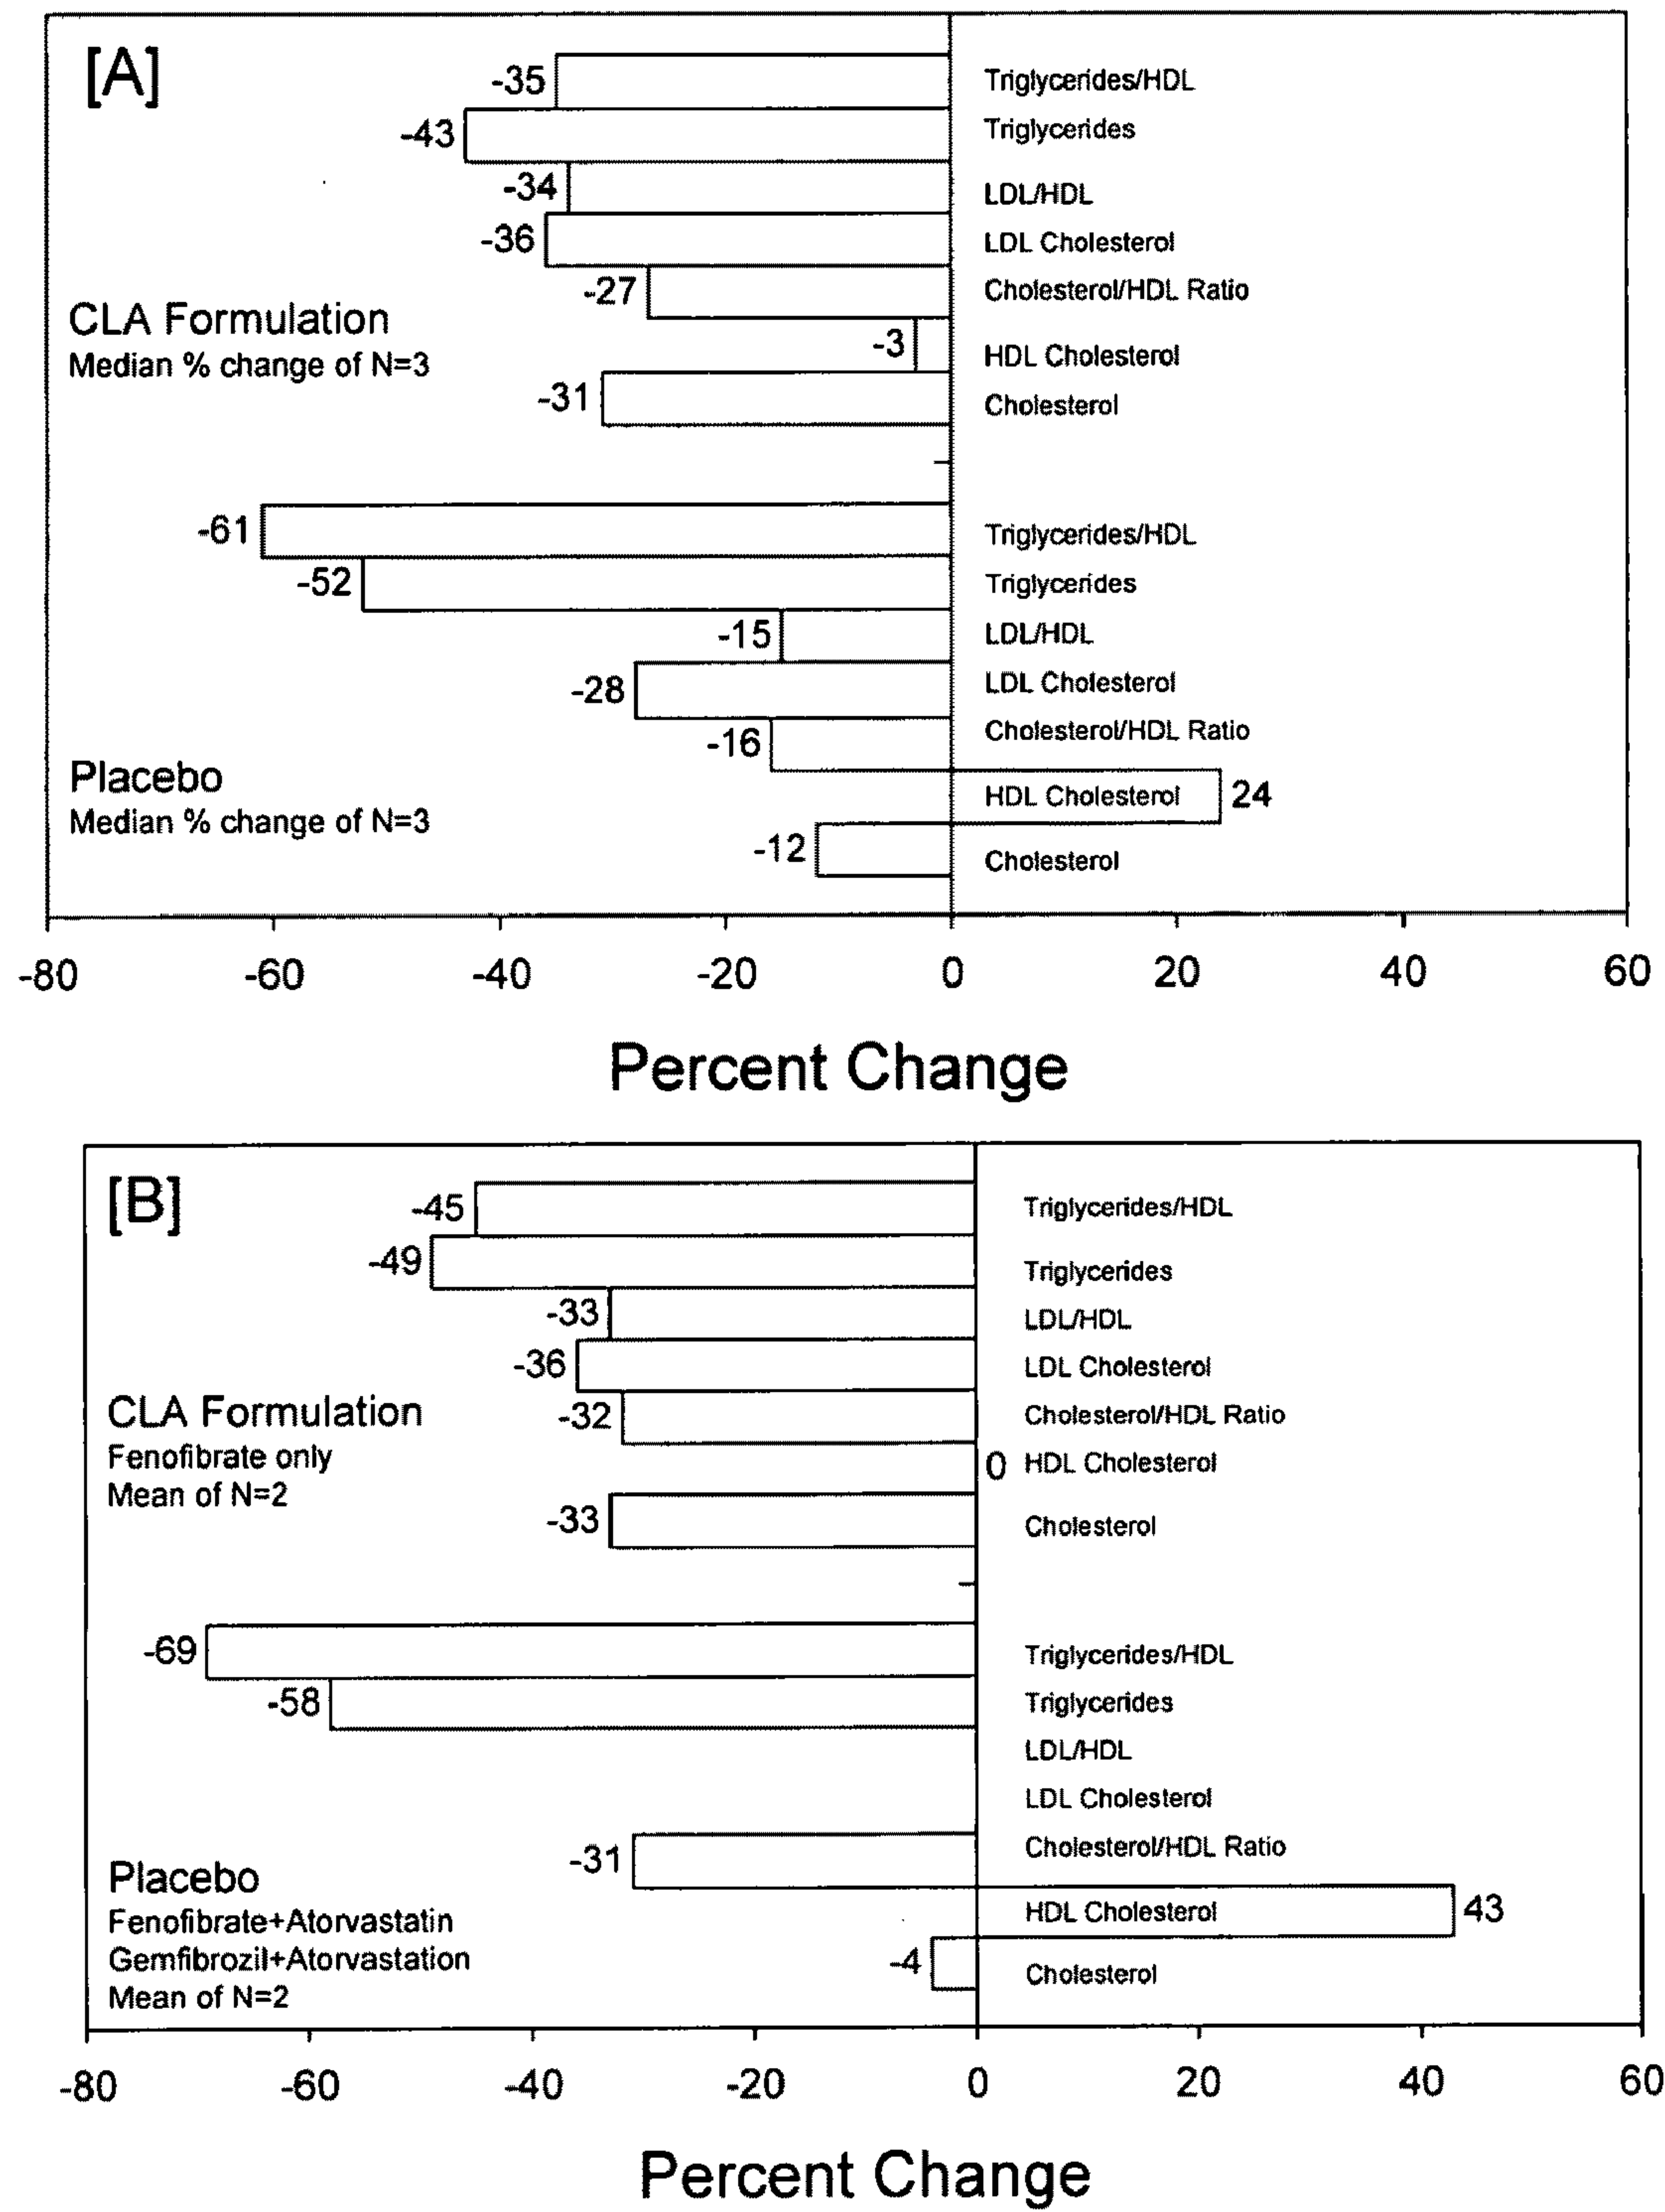 [A]
-35 Triglycerides/HDL
-43 Triglycerides
-34 LDL/HDL
-36 LDL Cholesterol
-27 Cholesterol/HDL Ratio
CLA Formulation
Median % change of N=3
-3 HDL Cholesterol
-31 Cholesterol
-61 Triglycerides/HDL
-52 Triglycerides
-15 LDL/HDL
-28 LDL Cholesterol
-16 Cholesterol/HDL Ratio
Placebo
Median % change of N=3
HDL Cholesterol 24
-12 Cholesterol
-80 -60 -40 -20 0 20 40 60
Percent Change
[B]
-45 Triglycerides/HDL
-49 Triglycerides
-33 LDL/HDL
-36 LDL Cholesterol
-32 Cholesterol/HDL Ratio
CLA Formulation
Fenofibrate only
Mean of N=2
0 HDL Cholesterol
-33 Cholesterol
-69 Triglycerides/HDL
-58 Triglycerides
LDL/HDL
LDL Cholesterol
-31 Cholesterol/HDL Ratio
Placebo
Fenofibrate+Atorvastatin
Gemfibrozil+Atorvastation
Mean of N=2
HDL Cholesterol 43
-4 Cholesterol
-80 -60 -40 -20 0 20 40 60
Percent Change